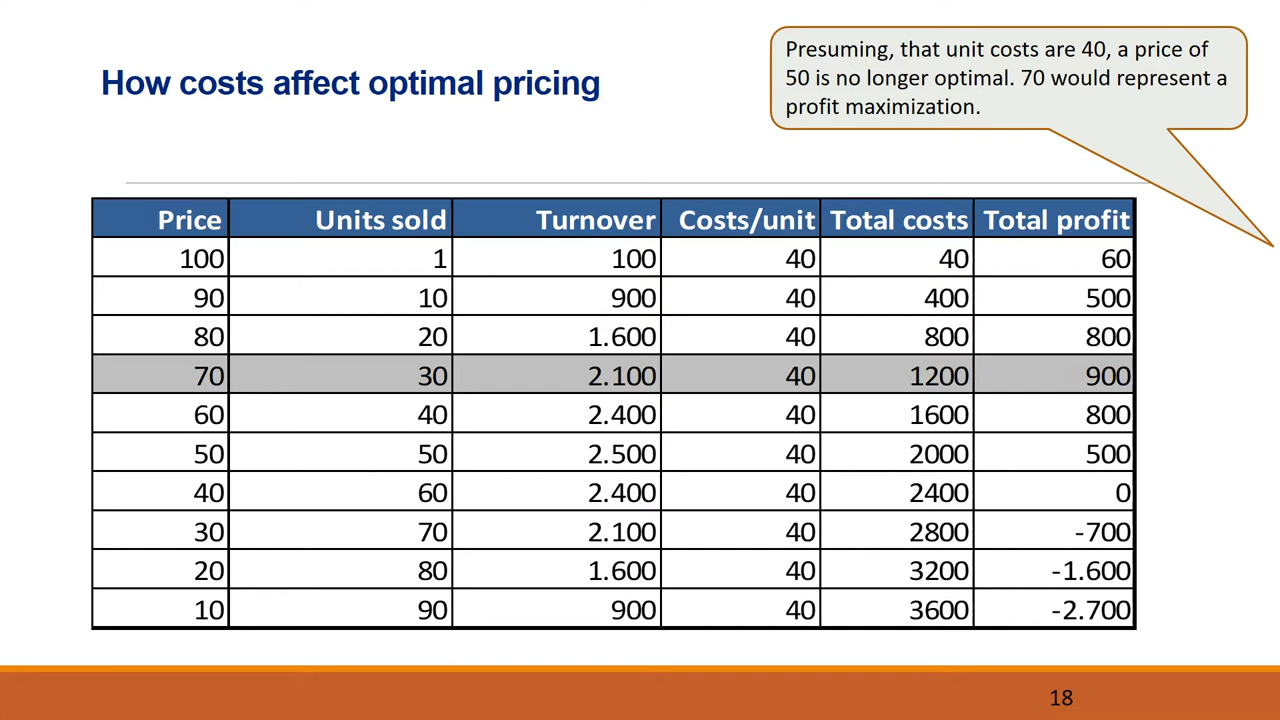 How costs affect optimal pricing
Presuming, that unit costs are 40, a price of
50 is no longer optimal. 70 would represent a
profit maximization.
Price Units sold Turnover Costs/unit Total costs Total profit
100 1 100 40 40 60
90 10 900 40 400 500
80 20 1.600 40 800 800
70 30 2.100 40 1200 900
60 40 2.400 40 1600 800
50 50 2.500 40 2000 500
40 60 2.400 40 2400 0
30 70 2.100 40 2800 -700
20 80 1.600 40 3200 -1.600
10 90 900 40 3600 -2.700
18